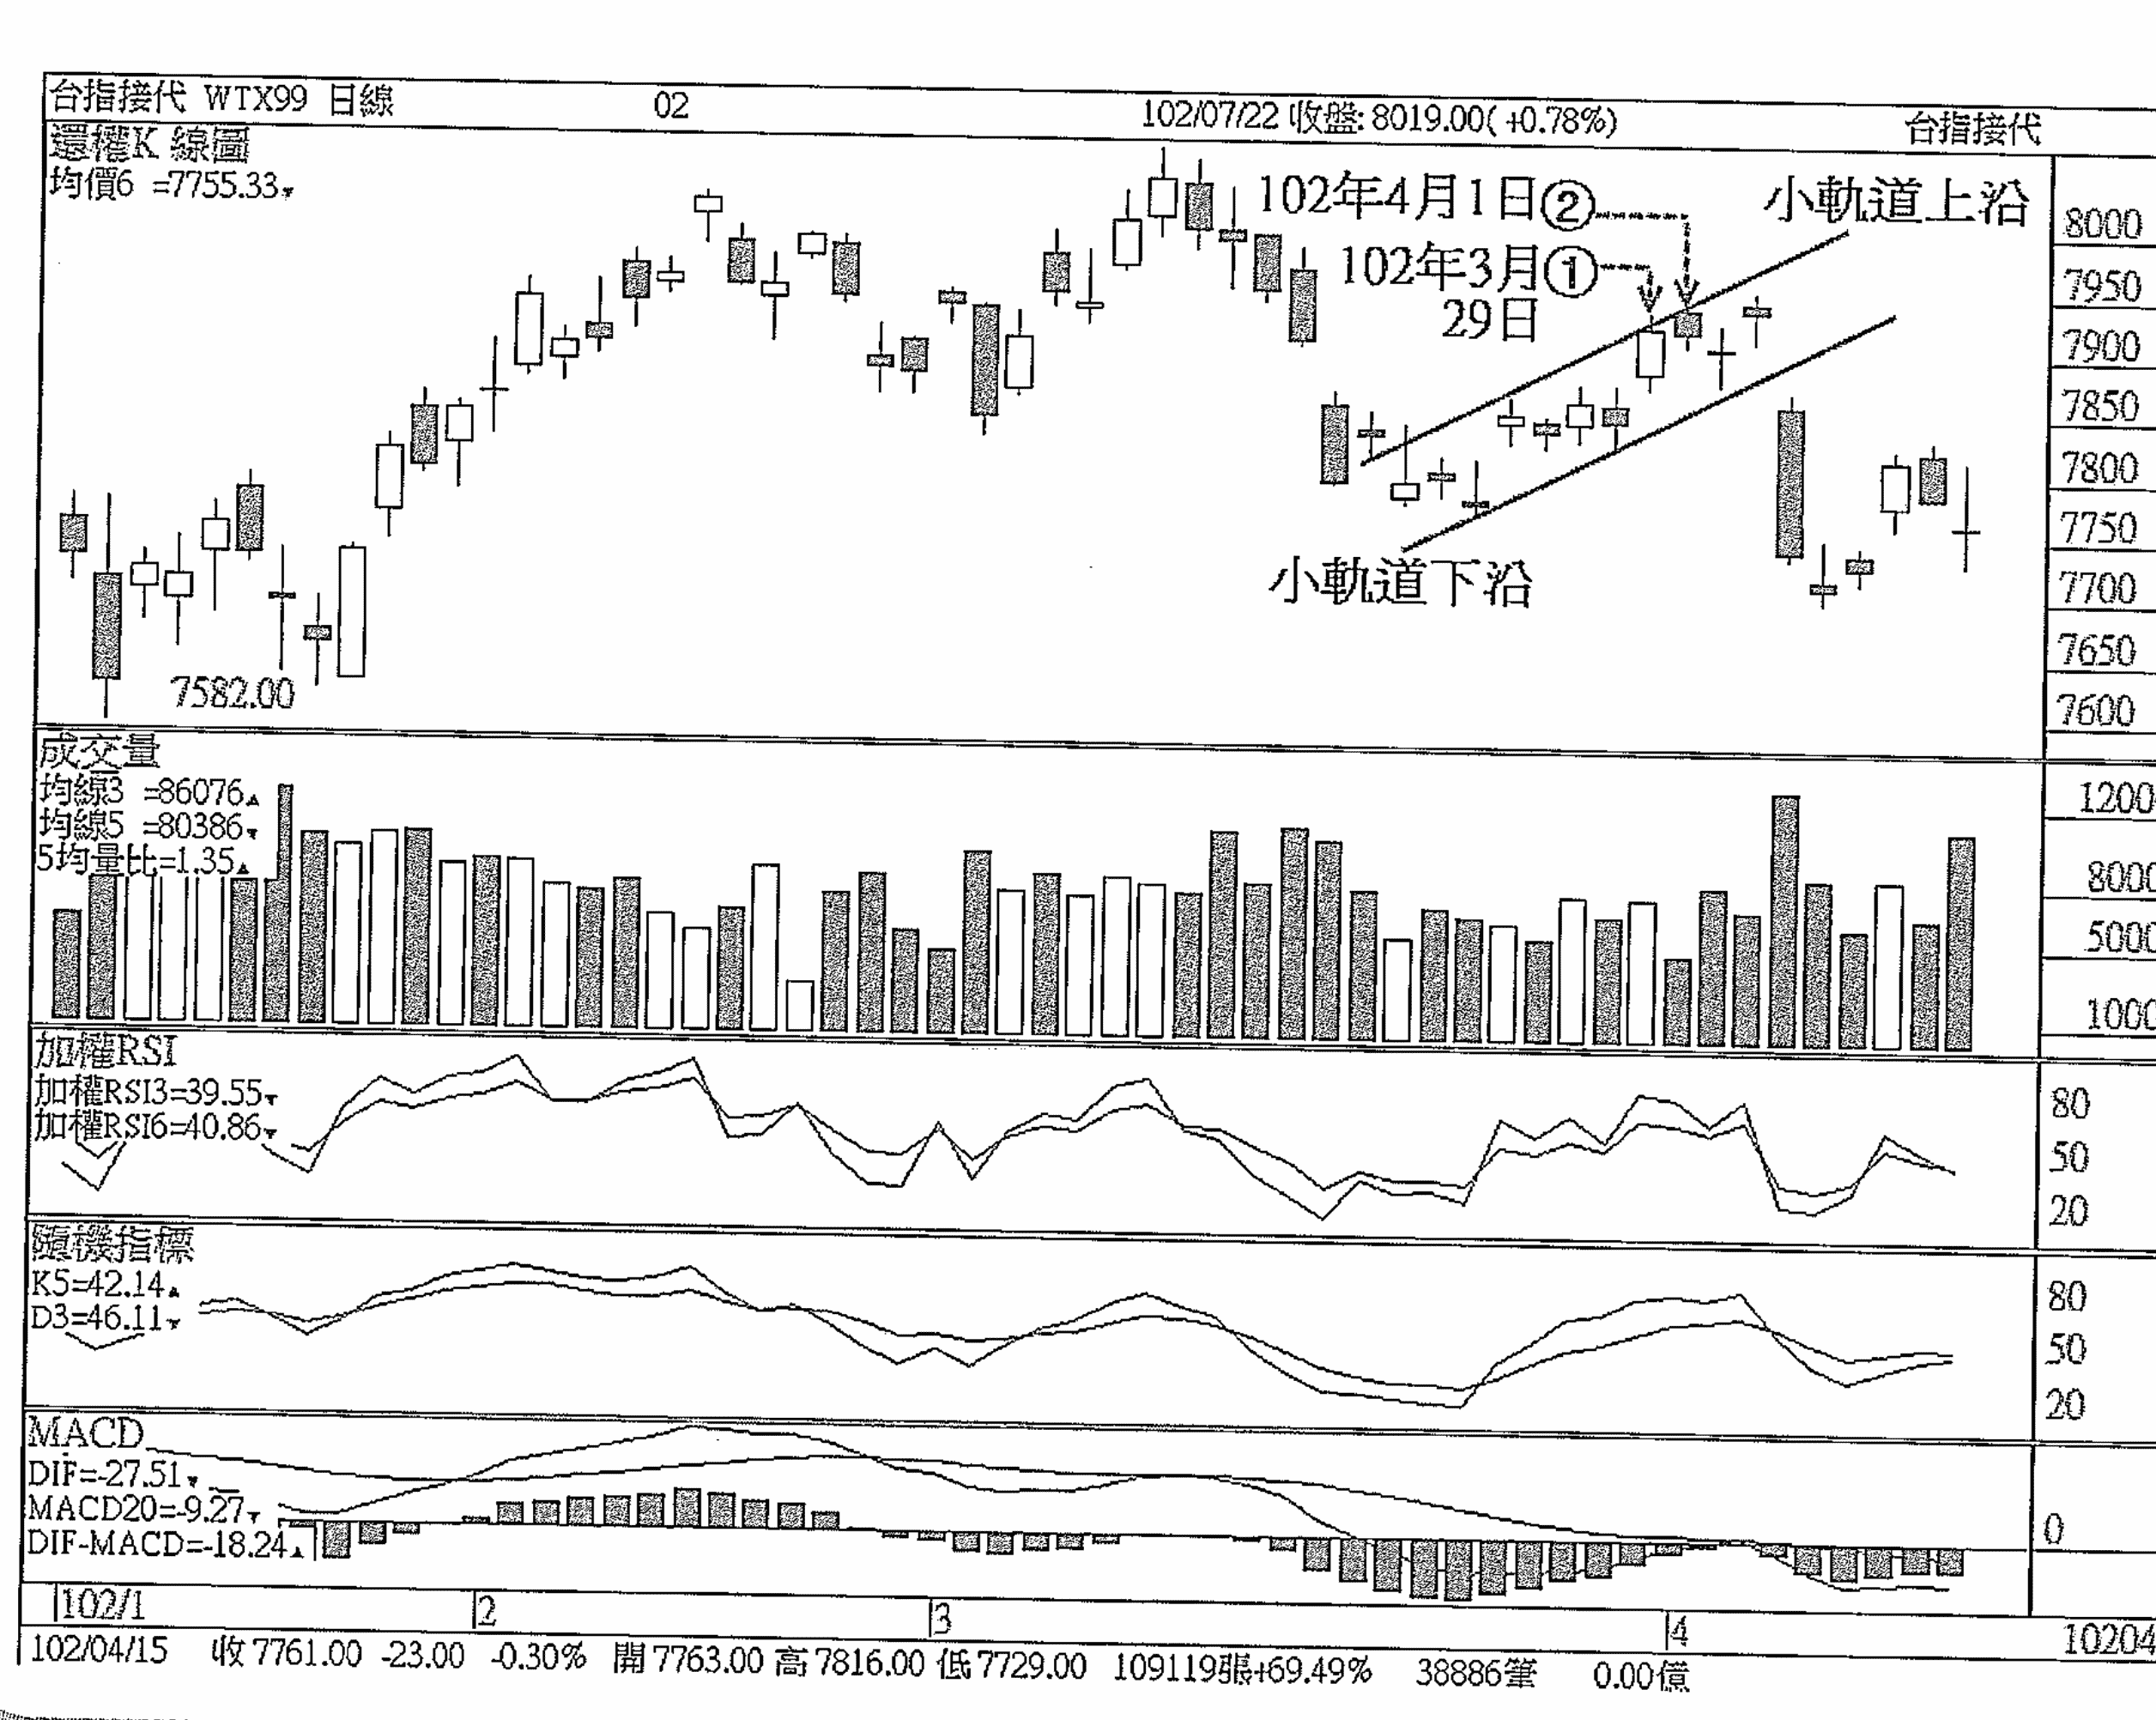 台指接代 WTX99 日線 02 102/07/22 收盤: 8019.00( +0.78%) 台指接代
還權K 線圖
均價6 =7755.33▼
102年4月1日②
102年3月①
29日
小軌道上沿
小軌道下沿
7582.00
8000
7950
7900
7850
7800
7750
7700
7650
7600
成交量
均線3 =86076▲
均線5 =80386▼
5均量比=1.35▲
1200
8000
5000
1000
加權RSI
加權RSI3=39.55▼
加權RSI6=40.86▼
80
50
20
隨機指標
K5=42.14▲
D3=46.11▼
80
50
20
MACD
DIF=-27.51▼
MACD20=-9.27▼
DIF-MACD=-18.24▲
0
102/1 2 3 4 10204
102/04/15 收 7761.00 -23.00 -0.30% 開 7763.00 高 7816.00 低 7729.00 109119張+69.49% 38886筆 0.00億